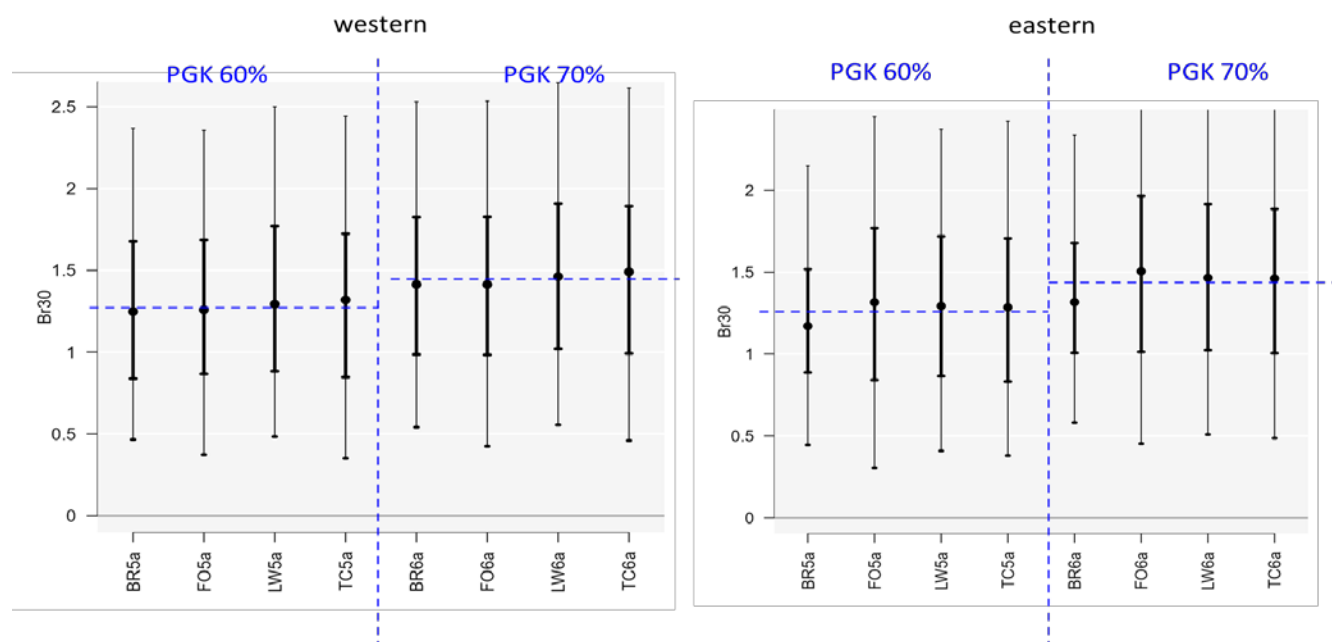 western
PGK 60%
PGK 70%
2.5
2
1.5
1
0.5
0
Br30
BR5a
FO5a
LW5a
TC5a
BR6a
FO6a
LW6a
TC6a
eastern
PGK 60%
PGK 70%
2
1.5
1
0.5
0
Br30
BR5a
FO5a
LW5a
TC5a
BR6a
FO6a
LW6a
TC6a